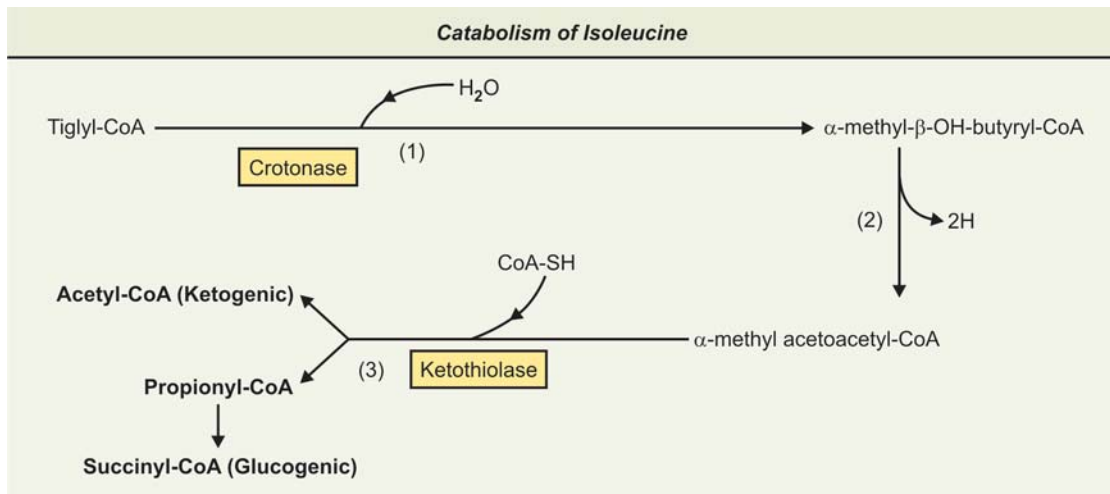 Catabolism of Isoleucine
H₂O
Tiglyl-CoA
α-methyl-β-OH-butyryl-CoA
(1)
Crotonase
(2)
2H
CoA-SH
Acetyl-CoA (Ketogenic)
α-methyl acetoacetyl-CoA
(3)
Ketothiolase
Propionyl-CoA
Succinyl-CoA (Glucogenic)